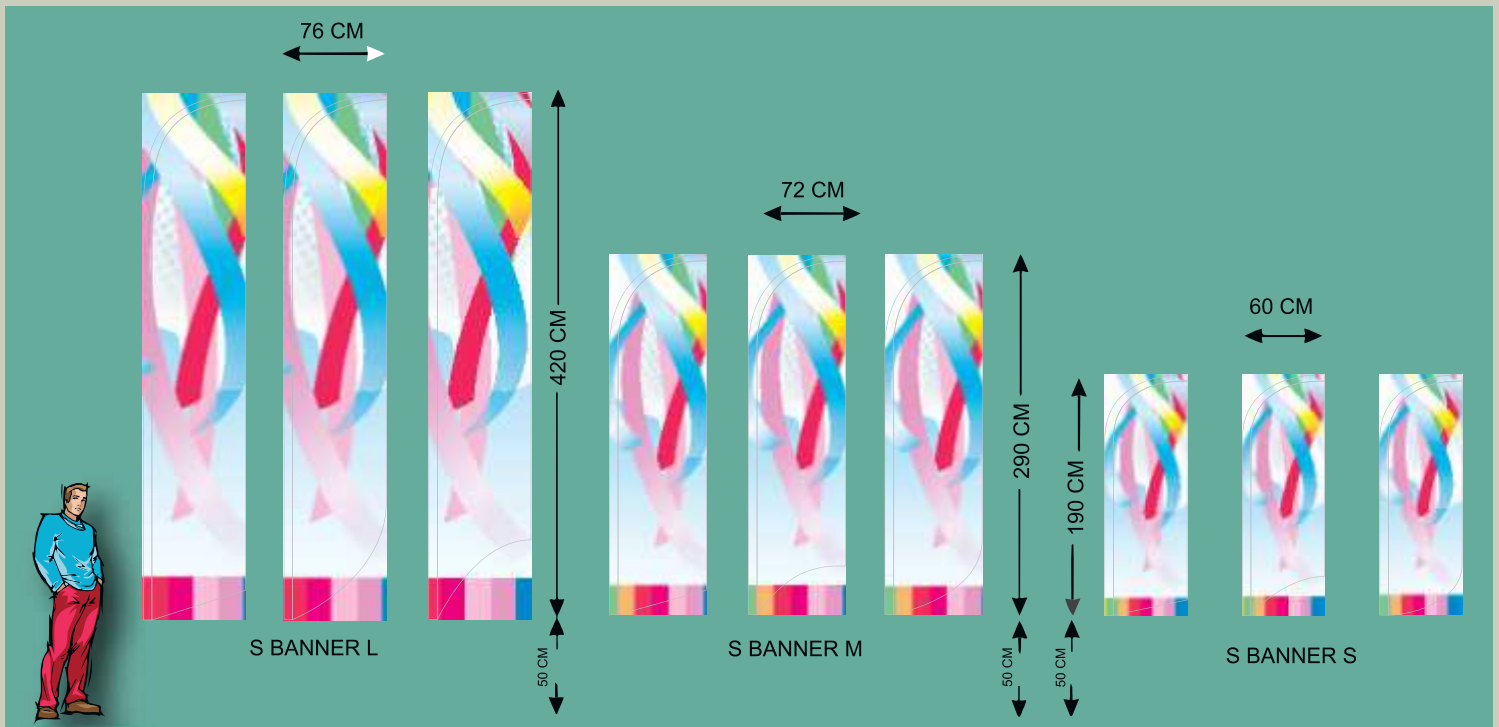 76 CM
420 CM
50 CM
S BANNER L
72 CM
290 CM
50 CM
S BANNER M
60 CM
190 CM
50 CM
S BANNER S